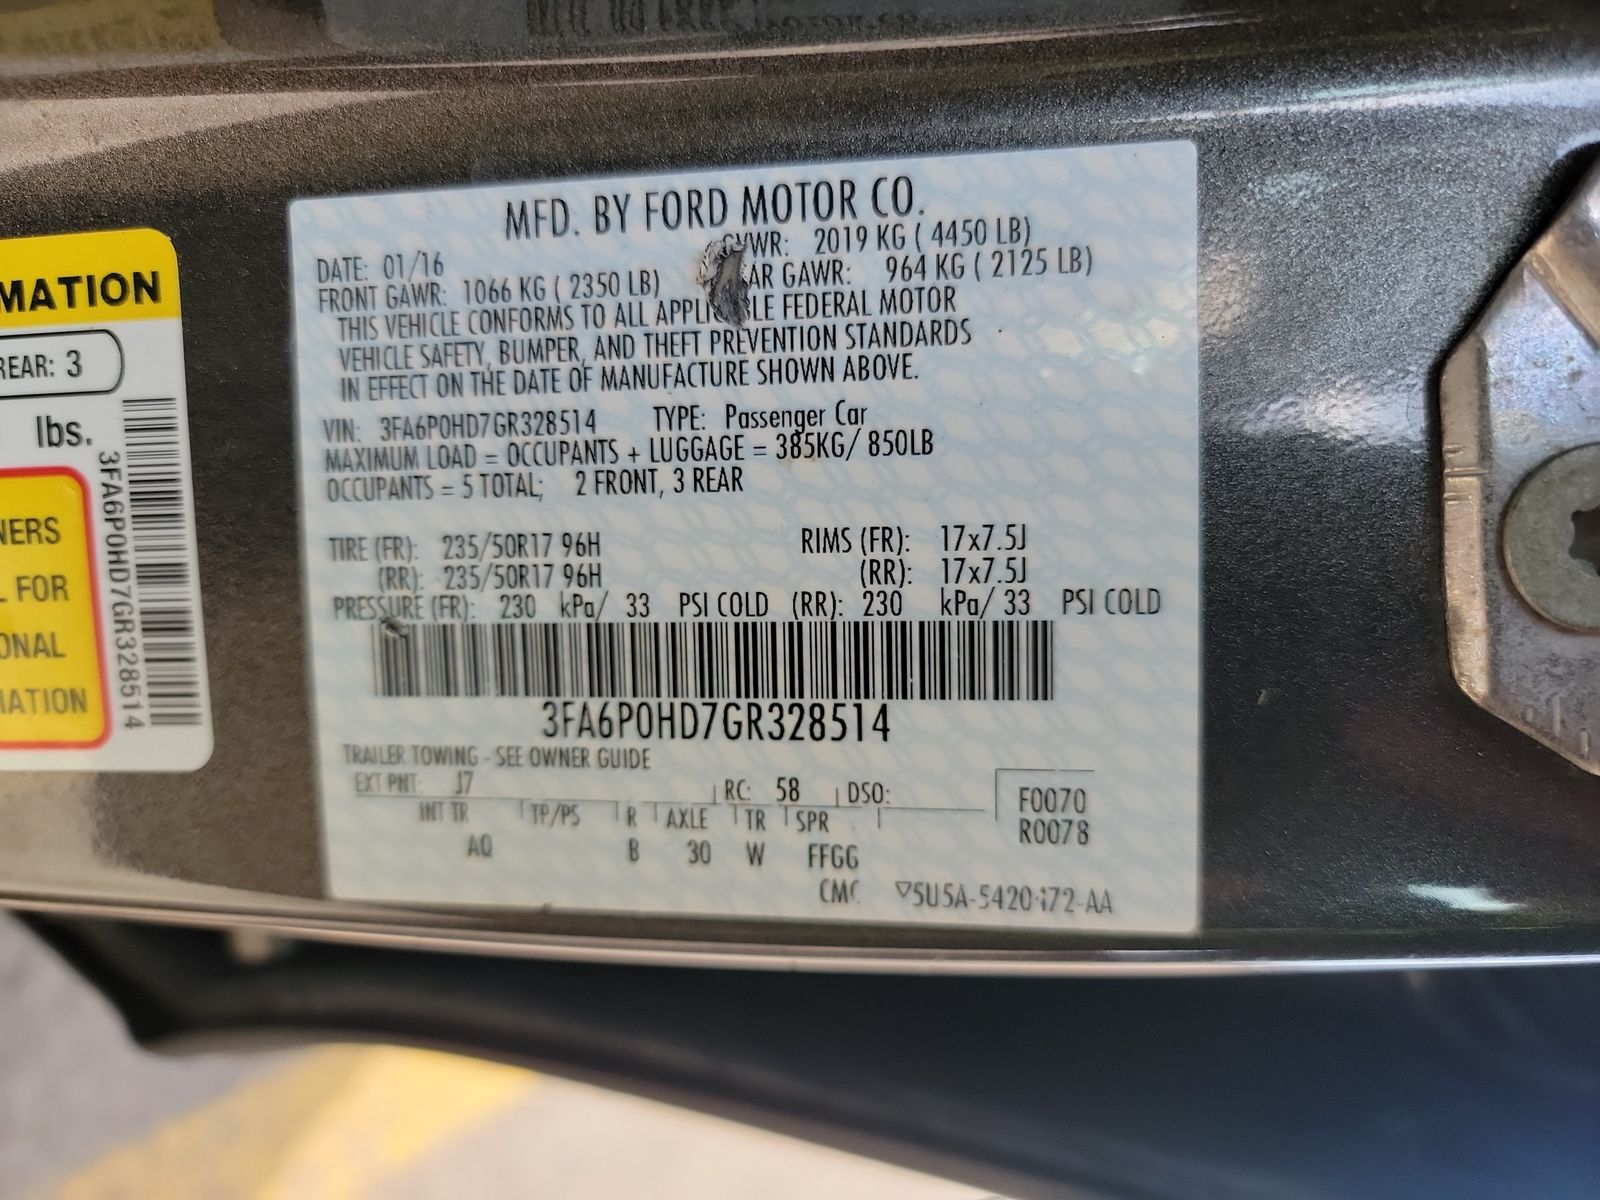 MFD. BY FORD MOTOR CO.
DATE: 01/16 GVWR: 2019 KG ( 4450 LB)
FRONT GAWR: 1066 KG ( 2350 LB) AR GAWR: 964 KG ( 2125 LB)
THIS VEHICLE CONFORMS TO ALL APPLICABLE FEDERAL MOTOR
VEHICLE SAFETY, BUMPER, AND THEFT PREVENTION STANDARDS
IN EFFECT ON THE DATE OF MANUFACTURE SHOWN ABOVE.
VIN: 3FA6P0HD7GR328514 TYPE: Passenger Car
MAXIMUM LOAD = OCCUPANTS + LUGGAGE = 385KG/ 850LB
OCCUPANTS = 5 TOTAL; 2 FRONT, 3 REAR
TIRE (FR): 235/50R17 96H RIMS (FR): 17x7.5J
(RR): 235/50R17 96H (RR): 17x7.5J
PRESSURE (FR): 230 kPa/ 33 PSI COLD (RR): 230 kPa/ 33 PSI COLD
3FA6P0HD7GR328514
TRAILER TOWING - SEE OWNER GUIDE
EXT PNT: J7 RC: 58 DSO:
INT TR TP/PS R AXLE TR SPR
AQ B 30 W FFGG
F0070
R0078
CMC ▽5U5A-5420472-AA
MATION
REAR: 3
lbs.
3FA6P0HD7GR328514
NERS
L FOR
ONAL
MATION